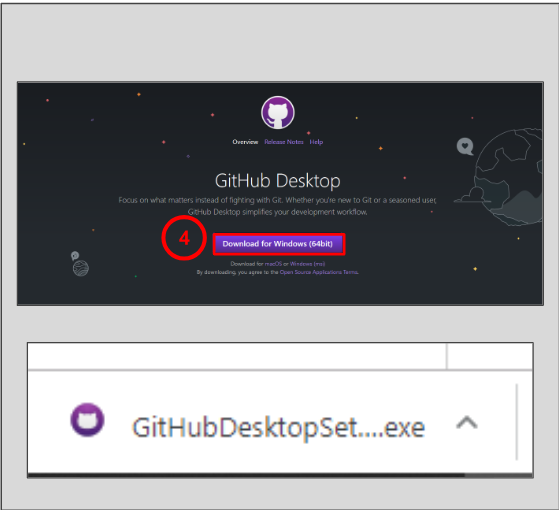 Overview Release Notes Help
GitHub Desktop
Focus on what matters instead of fighting with Git. Whether you're new to Git or a seasoned user,
GitHub Desktop simplifies your development workflow.
4
Download for Windows (64bit)
Download for macOS or Windows (msi)
By downloading, you agree to the Open Source Applications Terms.
GitHubDesktopSet....exe